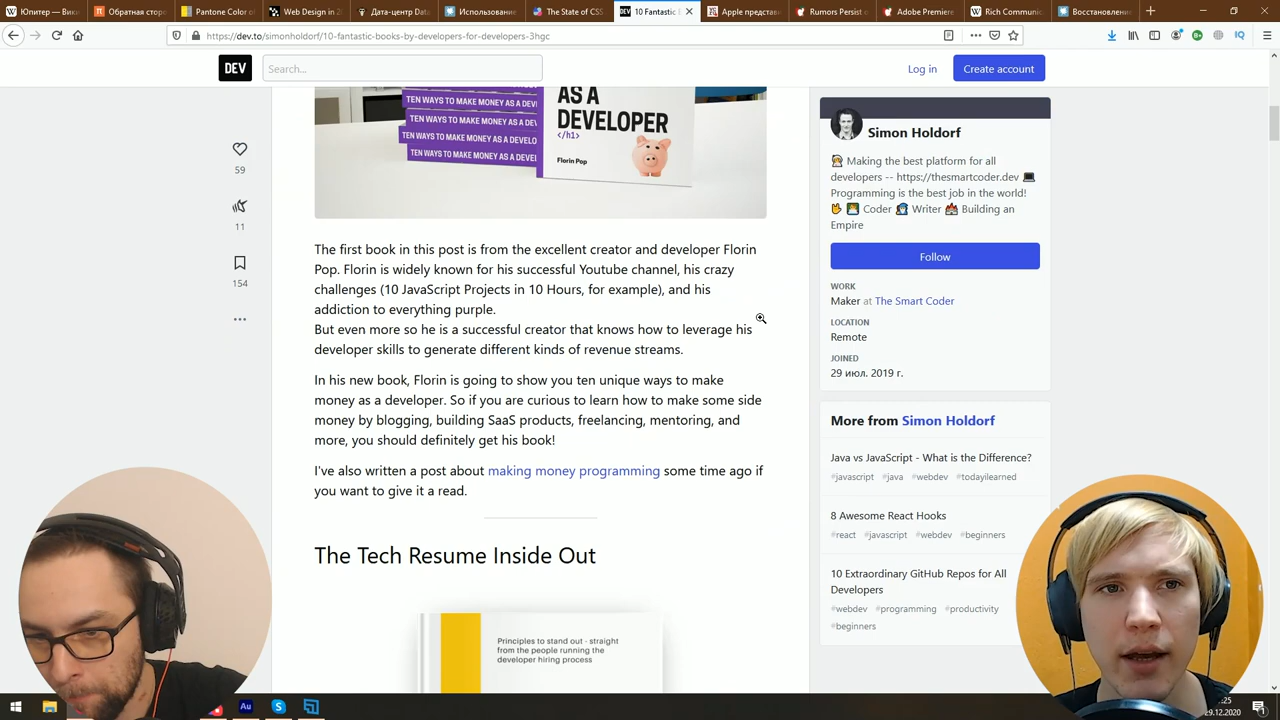 Юпитер — Вики
Обратная сторо
Pantone Color of
Web Design in 2
Дата-центр Data
Использование
The State of CSS
10 Fantastic
Apple представ
Rumors Persist o
Adobe Premiere
Rich Communic
Восстановлени
https://dev.to/simonholdorf/10-fantastic-books-by-developers-for-developers-3hgc
DEV
Search...
Log in
Create account
TEN WAYS TO MAKE MONEY AS A DEV
TEN WAYS TO MAKE MONEY AS A DEV
TEN WAYS TO MAKE MONEY AS A DEVE
TEN WAYS TO MAKE MONEY AS A DEVEI
AS A
DEVELOPER
</h1>
Florin Pop
59
11
154
The first book in this post is from the excellent creator and developer Florin
Pop. Florin is widely known for his successful Youtube channel, his crazy
challenges (10 JavaScript Projects in 10 Hours, for example), and his
addiction to everything purple.
But even more so he is a successful creator that knows how to leverage his
developer skills to generate different kinds of revenue streams.
In his new book, Florin is going to show you ten unique ways to make
money as a developer. So if you are curious to learn how to make some side
money by blogging, building SaaS products, freelancing, mentoring, and
more, you should definitely get his book!
I've also written a post about making money programming some time ago if
you want to give it a read.
The Tech Resume Inside Out
Principles to stand out - straight
from the people running the
developer hiring process
Simon Holdorf
Making the best platform for all
developers -- https://thesmartcoder.dev
Programming is the best job in the world!
Coder Writer Building an
Empire
Follow
WORK
Maker at The Smart Coder
LOCATION
Remote
JOINED
29 июл. 2019 г.
More from Simon Holdorf
Java vs JavaScript - What is the Difference?
#javascript #java #webdev #todayilearned
8 Awesome React Hooks
#react #javascript #webdev #beginners
10 Extraordinary GitHub Repos for All
Developers
#webdev #programming #productivity
#beginners
:25
29.12.2020